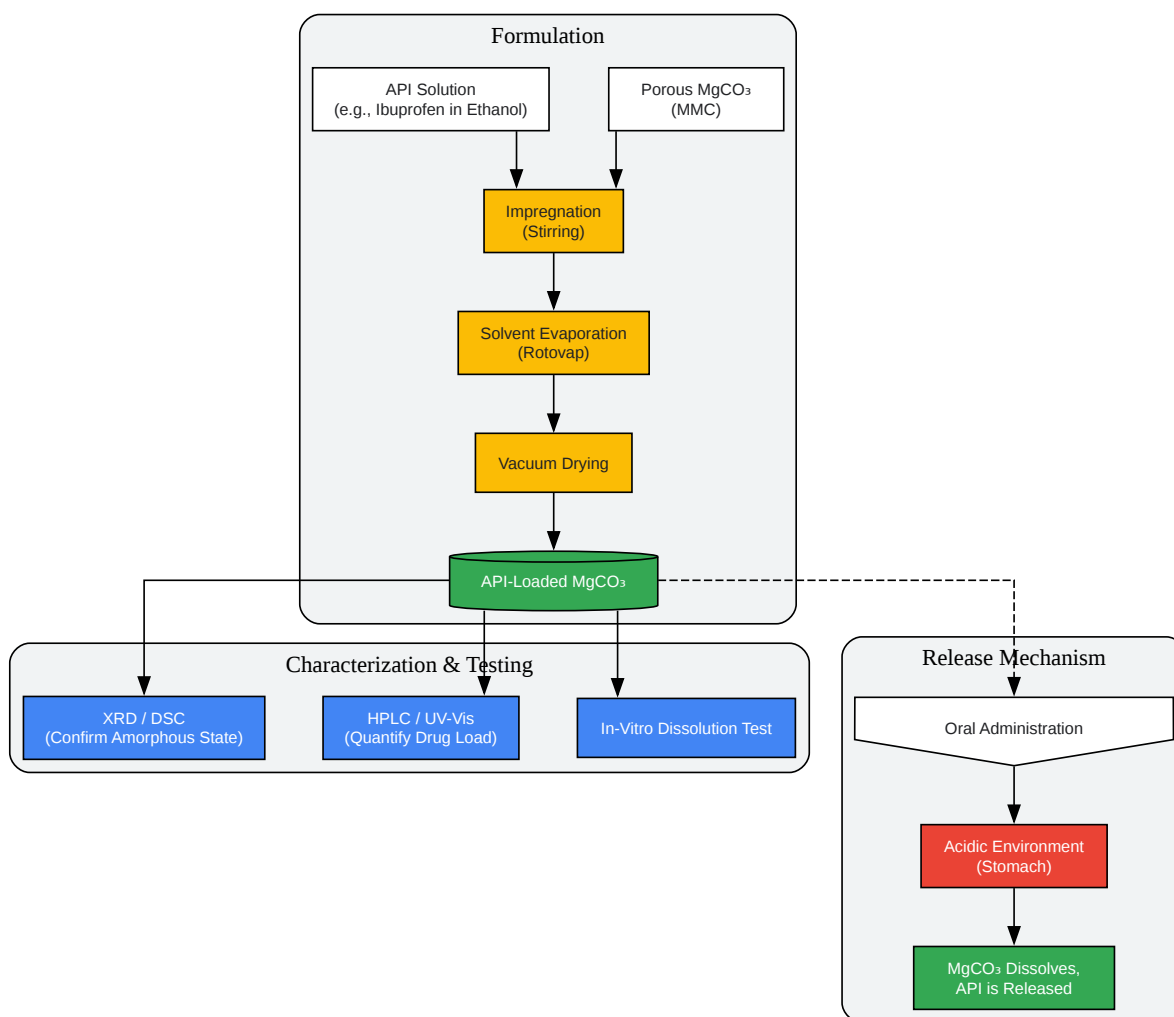 Formulation
API Solution
(e.g., Ibuprofen in Ethanol)
Porous MgCO₃
(MMC)
Impregnation
(Stirring)
Solvent Evaporation
(Rotovap)
Vacuum Drying
API-Loaded MgCO₃
Characterization & Testing
XRD / DSC
(Confirm Amorphous State)
HPLC / UV-Vis
(Quantify Drug Load)
In-Vitro Dissolution Test
Release Mechanism
Oral Administration
Acidic Environment
(Stomach)
MgCO₃ Dissolves,
API is Released